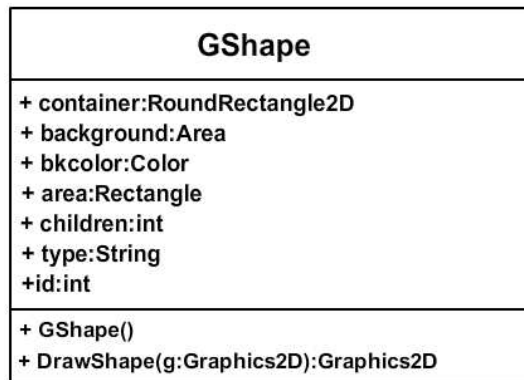 GShape
+ container:RoundRectangle2D
+ background:Area
+ bkcolor:Color
+ area:Rectangle
+ children:int
+ type:String
+id:int
+ GShape()
+ DrawShape(g:Graphics2D):Graphics2D